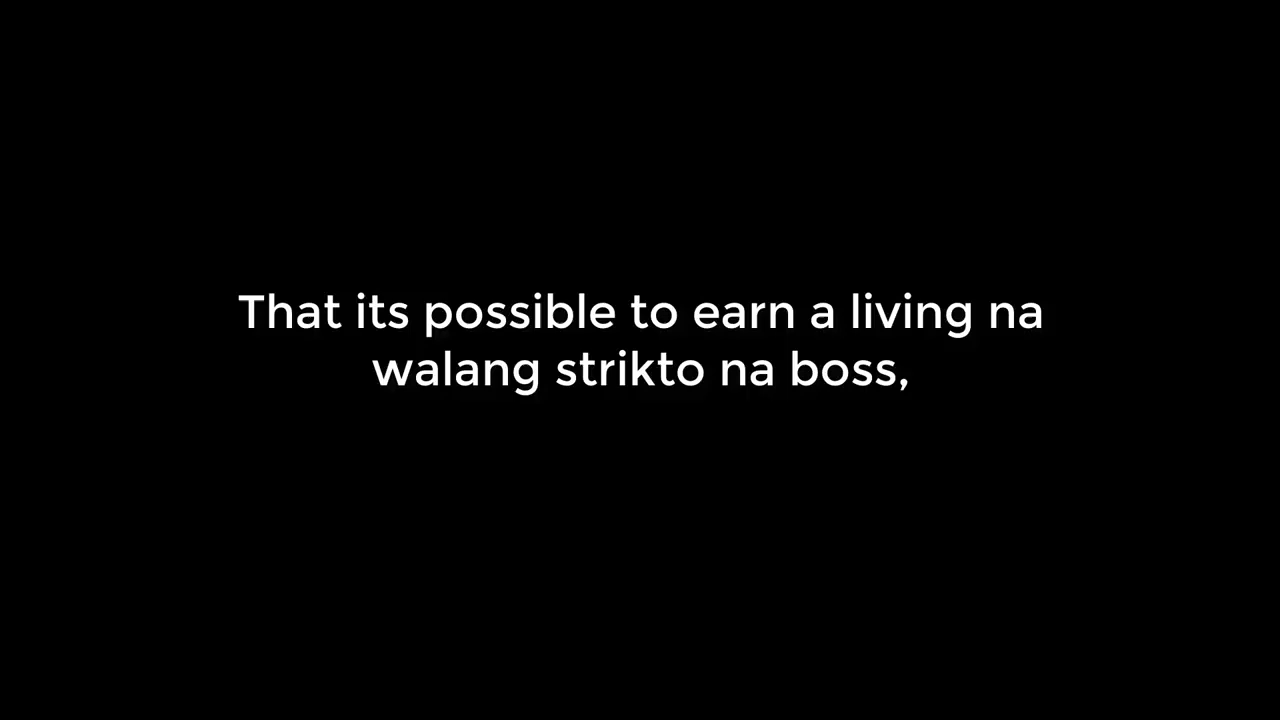 That its possible to earn a living na
walang strikto na boss,